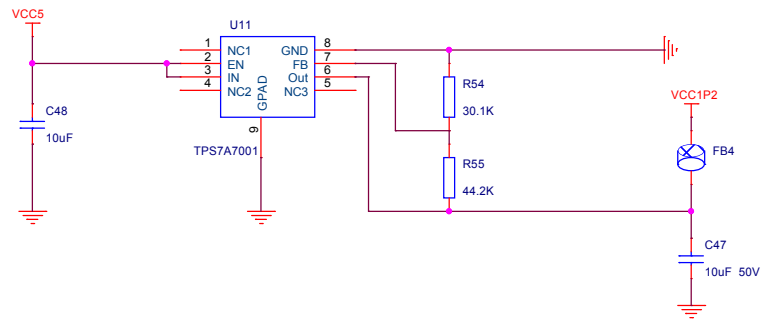 VCC5
U11
1 NC1 GND 8
2 EN FB 7
3 IN Out 6
4 NC2 NC3 5
GPAD
9
TPS7A7001
C48
10uF
R54
30.1K
R55
44.2K
VCC1P2
FB4
C47
10uF 50V